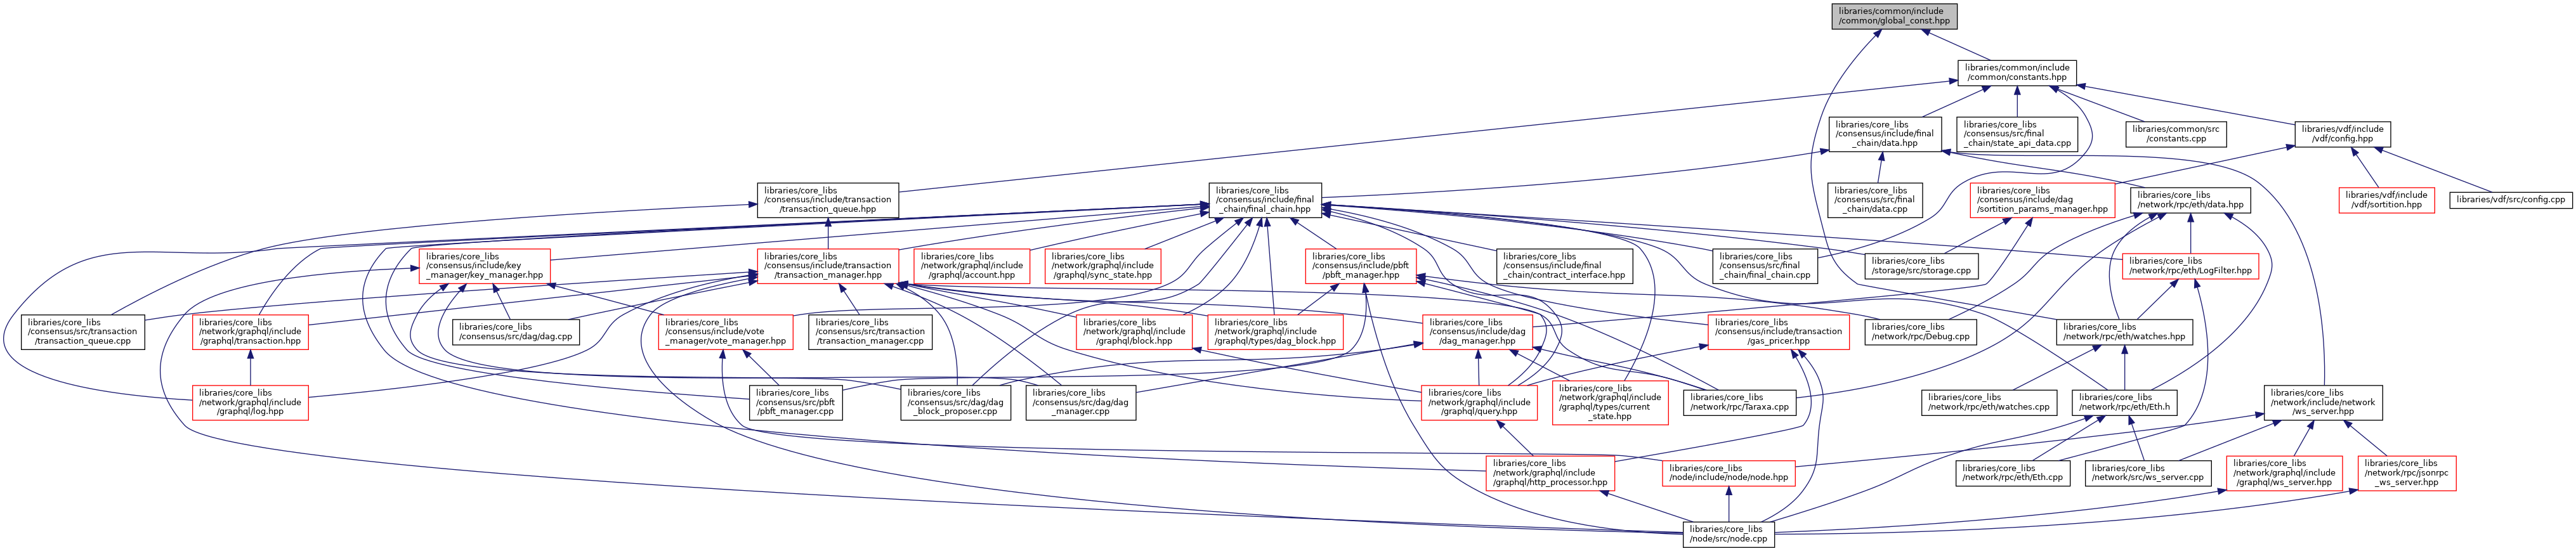 libraries/common/include
/common/global_const.hpp
libraries/common/include
/common/constants.hpp
libraries/core_libs
/consensus/include/final
_chain/data.hpp
libraries/core_libs
/consensus/src/final
_chain/state_api_data.cpp
libraries/common/src
/constants.cpp
libraries/vdf/include
/vdf/config.hpp
libraries/core_libs
/consensus/include/transaction
/transaction_queue.hpp
libraries/core_libs
/consensus/include/final
_chain/final_chain.hpp
libraries/core_libs
/consensus/src/final
_chain/data.cpp
libraries/core_libs
/consensus/include/dag
/sortition_params_manager.hpp
libraries/core_libs
/network/rpc/eth/data.hpp
libraries/vdf/include
/vdf/sortition.hpp
libraries/vdf/src/config.cpp
libraries/core_libs
/consensus/include/key
_manager/key_manager.hpp
libraries/core_libs
/consensus/include/transaction
/transaction_manager.hpp
libraries/core_libs
/network/graphql/include
/graphql/account.hpp
libraries/core_libs
/network/graphql/include
/graphql/sync_state.hpp
libraries/core_libs
/consensus/include/pbft
/pbft_manager.hpp
libraries/core_libs
/consensus/include/final
_chain/contract_interface.hpp
libraries/core_libs
/consensus/src/final
_chain/final_chain.cpp
libraries/core_libs
/storage/src/storage.cpp
libraries/core_libs
/network/rpc/eth/LogFilter.hpp
libraries/core_libs
/consensus/src/transaction
/transaction_queue.cpp
libraries/core_libs
/network/graphql/include
/graphql/transaction.hpp
libraries/core_libs
/consensus/src/dag/dag.cpp
libraries/core_libs
/consensus/include/vote
_manager/vote_manager.hpp
libraries/core_libs
/consensus/src/transaction
/transaction_manager.cpp
libraries/core_libs
/network/graphql/include
/graphql/block.hpp
libraries/core_libs
/network/graphql/include
/graphql/types/dag_block.hpp
libraries/core_libs
/consensus/include/dag
/dag_manager.hpp
libraries/core_libs
/consensus/include/transaction
/gas_pricer.hpp
libraries/core_libs
/network/rpc/Debug.cpp
libraries/core_libs
/network/rpc/eth/watches.hpp
libraries/core_libs
/network/graphql/include
/graphql/log.hpp
libraries/core_libs
/consensus/src/pbft
/pbft_manager.cpp
libraries/core_libs
/consensus/src/dag/dag
_block_proposer.cpp
libraries/core_libs
/consensus/src/dag/dag
_manager.cpp
libraries/core_libs
/network/graphql/include
/graphql/query.hpp
libraries/core_libs
/network/graphql/include
/graphql/types/current
_state.hpp
libraries/core_libs
/network/rpc/Taraxa.cpp
libraries/core_libs
/network/rpc/eth/watches.cpp
libraries/core_libs
/network/rpc/eth/Eth.h
libraries/core_libs
/network/include/network
/ws_server.hpp
libraries/core_libs
/network/graphql/include
/graphql/http_processor.hpp
libraries/core_libs
/node/include/node/node.hpp
libraries/core_libs
/network/rpc/eth/Eth.cpp
libraries/core_libs
/network/src/ws_server.cpp
libraries/core_libs
/network/graphql/include
/graphql/ws_server.hpp
libraries/core_libs
/network/rpc/jsonrpc
_ws_server.hpp
libraries/core_libs
/node/src/node.cpp